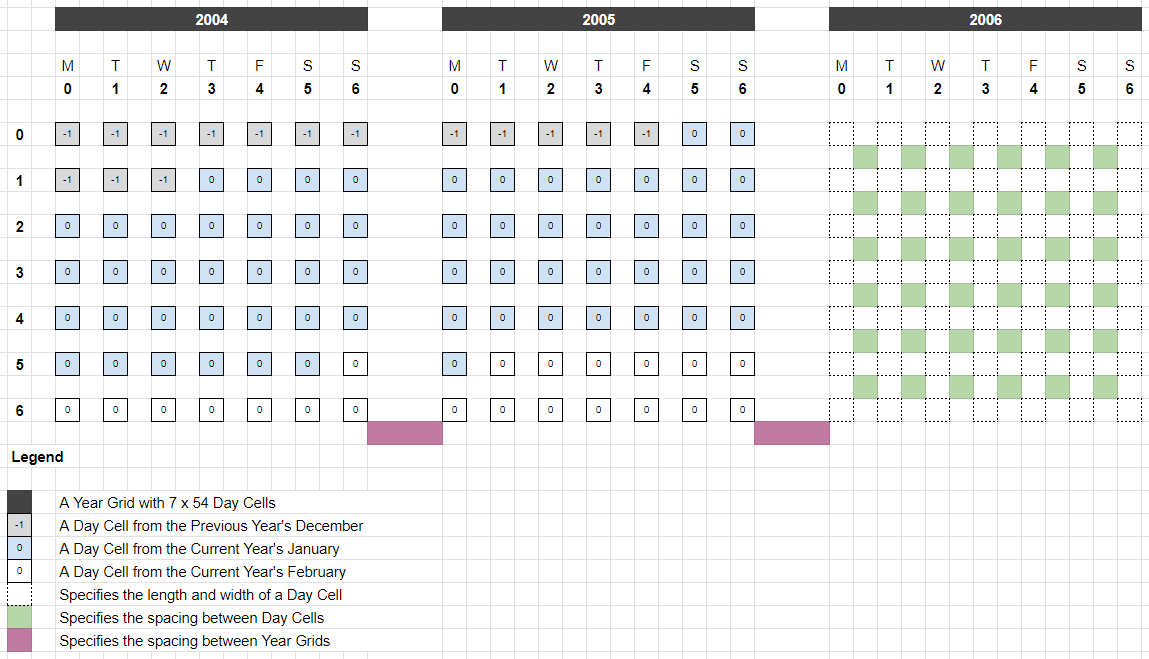 2004 2005 2006
M T W T F S S M T W T F S S M T W T F S S
0 1 2 3 4 5 6 0 1 2 3 4 5 6 0 1 2 3 4 5 6
0 -1 -1 -1 -1 -1 -1 -1 -1 -1 -1 -1 -1 0 0
1 -1 -1 -1 0 0 0 0 0 0 0 0 0 0 0
2 0 0 0 0 0 0 0 0 0 0 0 0 0 0
3 0 0 0 0 0 0 0 0 0 0 0 0 0 0
4 0 0 0 0 0 0 0 0 0 0 0 0 0 0
5 0 0 0 0 0 0 0 0 0 0 0 0 0 0
6 0 0 0 0 0 0 0 0 0 0 0 0 0 0
Legend
A Year Grid with 7 x 54 Day Cells
-1 A Day Cell from the Previous Year's December
0 A Day Cell from the Current Year's January
0 A Day Cell from the Current Year's February
Specifies the length and width of a Day Cell
Specifies the spacing between Day Cells
Specifies the spacing between Year Grids